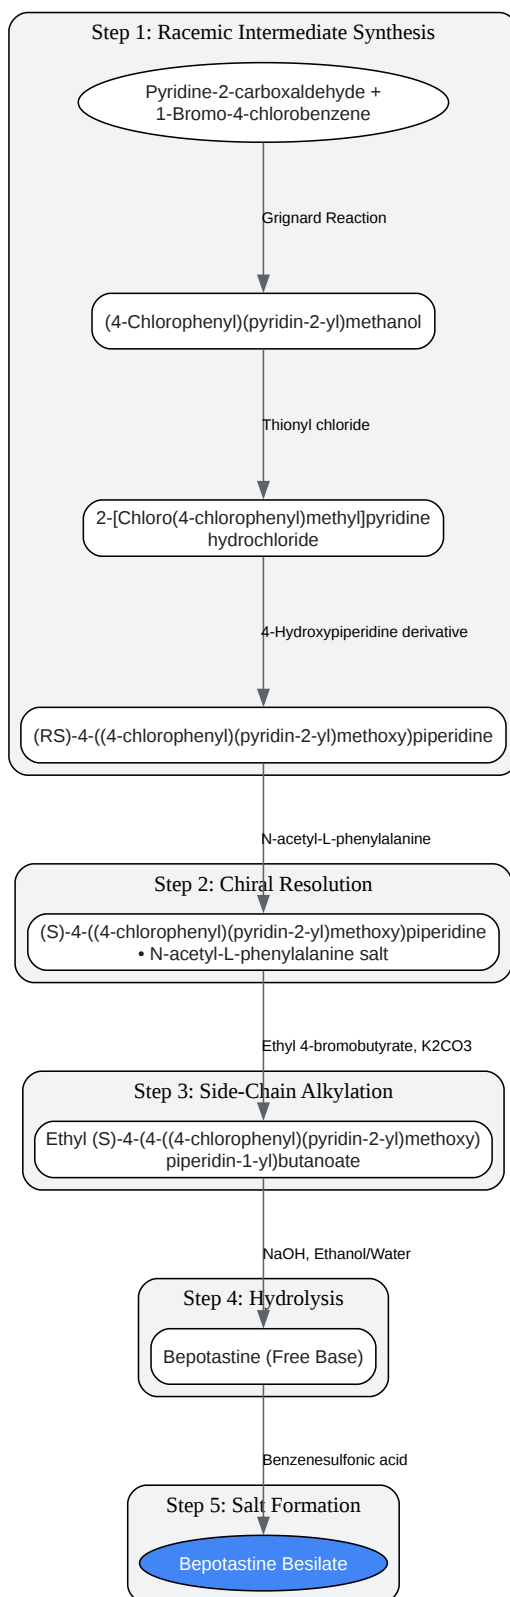 Step 1: Racemic Intermediate Synthesis
Pyridine-2-carboxaldehyde +
1-Bromo-4-chlorobenzene
Grignard Reaction
(4-Chlorophenyl)(pyridin-2-yl)methanol
Thionyl chloride
2-[Chloro(4-chlorophenyl)methyl]pyridine
hydrochloride
4-Hydroxypiperidine derivative
(RS)-4-((4-chlorophenyl)(pyridin-2-yl)methoxy)piperidine
N-acetyl-L-phenylalanine
Step 2: Chiral Resolution
(S)-4-((4-chlorophenyl)(pyridin-2-yl)methoxy)piperidine
• N-acetyl-L-phenylalanine salt
Ethyl 4-bromobutyrate, K2CO3
Step 3: Side-Chain Alkylation
Ethyl (S)-4-(4-((4-chlorophenyl)(pyridin-2-yl)methoxy)
piperidin-1-yl)butanoate
NaOH, Ethanol/Water
Step 4: Hydrolysis
Bepotastine (Free Base)
Benzenesulfonic acid
Step 5: Salt Formation
Bepotastine Besilate